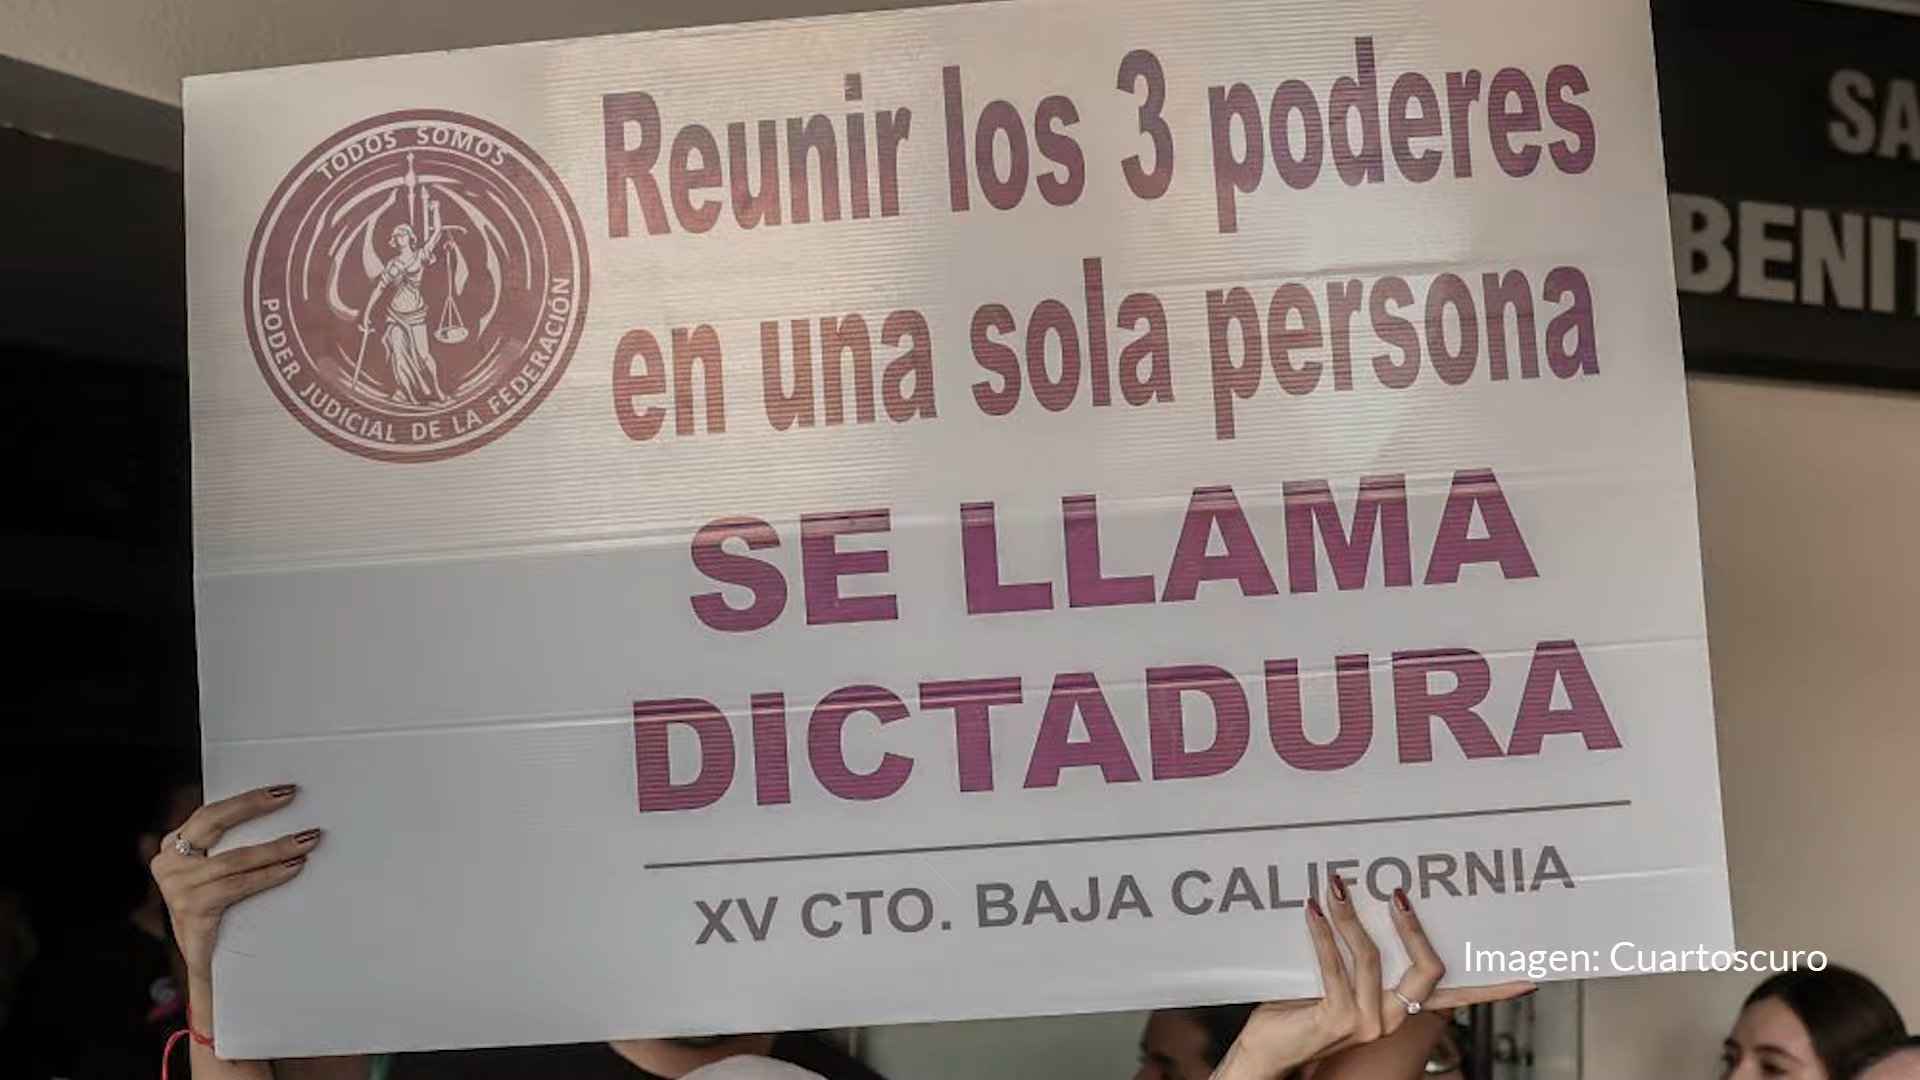 TODOS SOMOS
PODER JUDICIAL DE LA FEDERACIÓN
Reunir los 3 poderes
en una sola persona
SE LLAMA
DICTADURA
XV CTO. BAJA CALIFORNIA
Imagen: Cuartoscuro